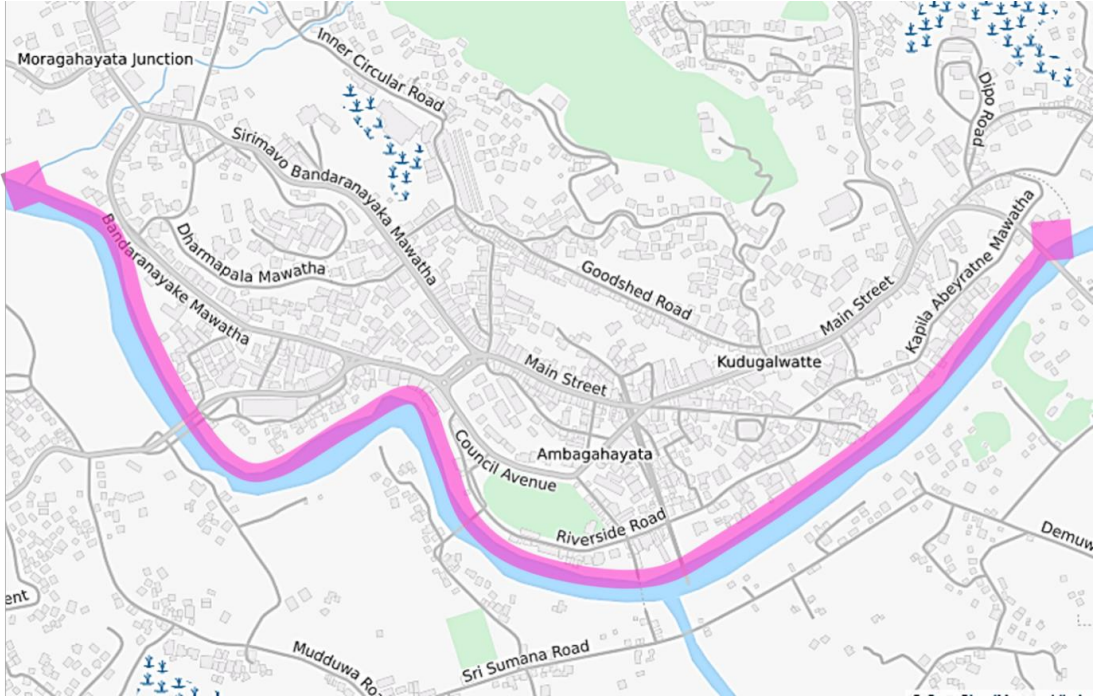 Moragahayata Junction
Inner Circular Road
Dipo Road
Sirimavo Bandaranayaka Mawatha
Bandaranayake Mawatha
Dharmapala Mawatha
Goodshed Road
Main Street
Kapila Abeyratne Mawatha
Main Street
Kudugalwatte
Ambagahayata
Council Avenue
Riverside Road
Demuw
ent
Mudduwa Roa
Sri Sumana Road